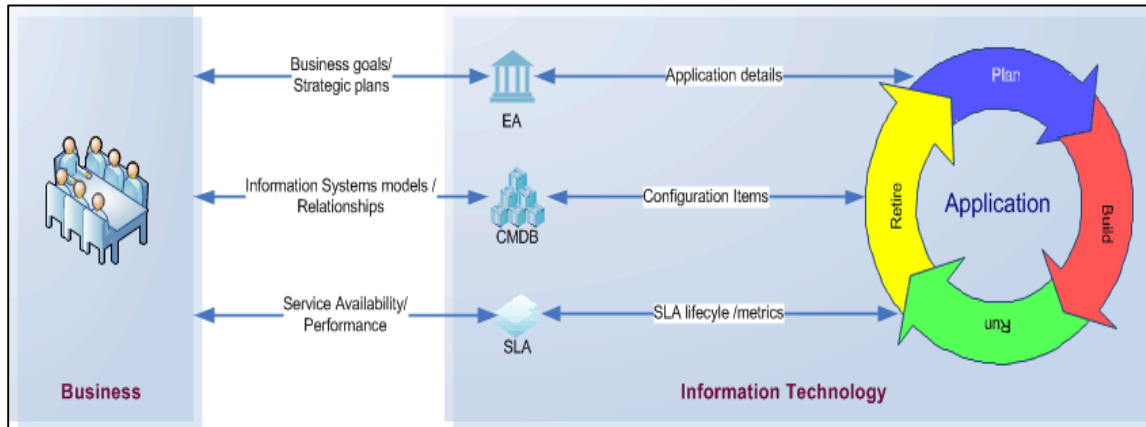 Business goals/
Strategic plans
EA
Application details
Plan
Information Systems models /
Relationships
CMDB
Configuration Items
Retire
Application
Build
Service Availability/
Performance
SLA
SLA lifecyle /metrics
Run
Business
Information Technology